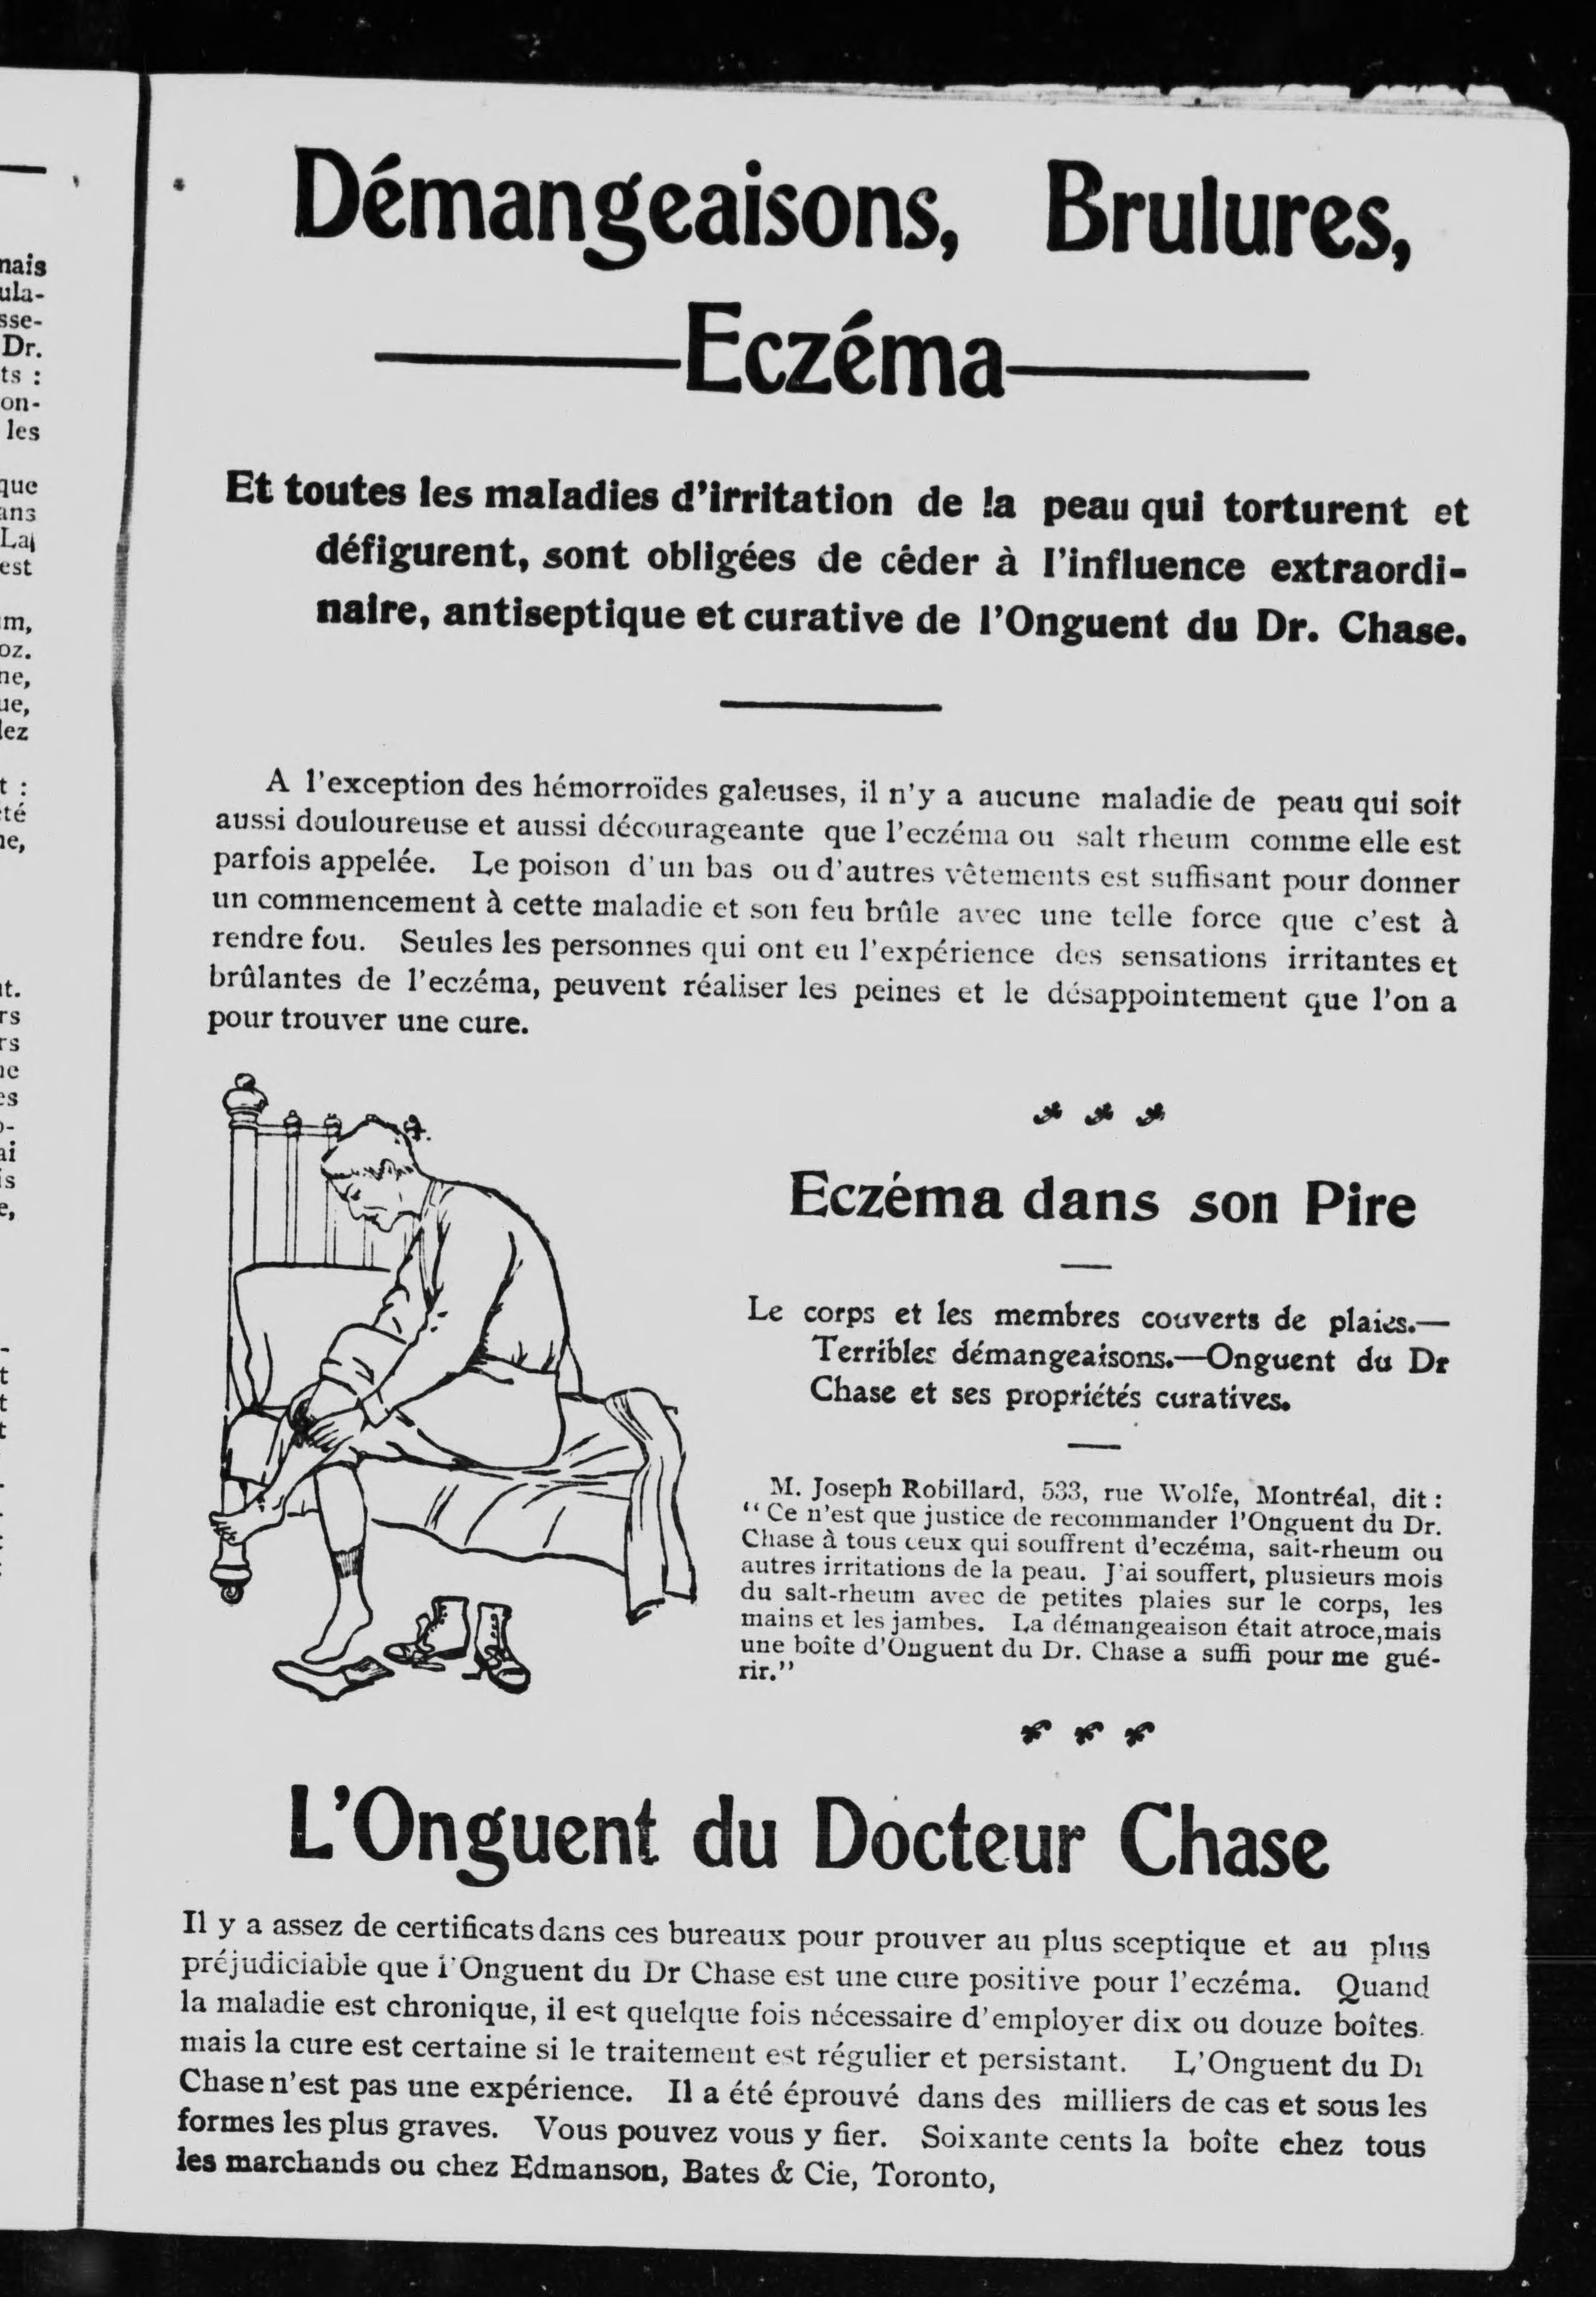 Démangeaisons, Brulures,
Eczéma
Et toutes les maladies d'irritation de la peau qui torturent et
défigurent, sont obligées de céder à l'influence extraordi-
naire, antiseptique et curative de l'Onguent du Dr. Chase.
A l'exception des hémorroïdes galeuses, il n'y a aucune maladie de peau qui soit
aussi douloureuse et aussi décourageante que l'eczéma ou salt rheum comme elle est
parfois appelée. Le poison d'un bas ou d'autres vêtements est suffisant pour donner
un commencement à cette maladie et son feu brûle avec une telle force que c'est à
rendre fou. Seules les personnes qui ont eu l'expérience des sensations irritantes et
brûlantes de l'eczéma, peuvent réaliser les peines et le désappointement que l'on a
pour trouver une cure.
Eczéma dans son Pire
Le corps et les membres couverts de plaies.—
Terribles démangeaisons.—Onguent du Dr
Chase et ses propriétés curatives.
M. Joseph Robillard, 533, rue Wolfe, Montréal, dit :
"Ce n'est que justice de recommander l'Onguent du Dr.
Chase à tous ceux qui souffrent d'eczéma, sait-rheum ou
autres irritations de la peau. J'ai souffert, plusieurs mois
du salt-rheum avec de petites plaies sur le corps, les
mains et les jambes. La démangeaison était atroce,mais
une boîte d'Onguent du Dr. Chase a suffi pour me gué-
rir."
L'Onguent du Docteur Chase
Il y a assez de certificats dans ces bureaux pour prouver au plus sceptique et au plus
préjudiciable que l'Onguent du Dr Chase est une cure positive pour l'eczéma. Quand
la maladie est chronique, il est quelque fois nécessaire d'employer dix ou douze boîtes.
mais la cure est certaine si le traitement est régulier et persistant. L'Onguent du Dr
Chase n'est pas une expérience. Il a été éprouvé dans des milliers de cas et sous les
formes les plus graves. Vous pouvez vous y fier. Soixante cents la boîte chez tous
les marchands ou chez Edmanson, Bates & Cie, Toronto,